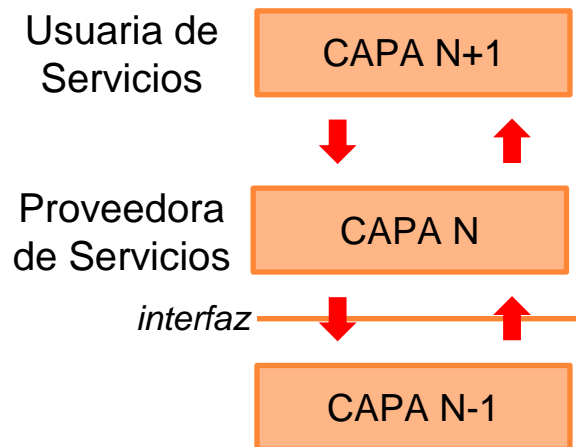 Usuaria de
Servicios
CAPA N+1
Proveedora
de Servicios
CAPA N
interfaz
CAPA N-1